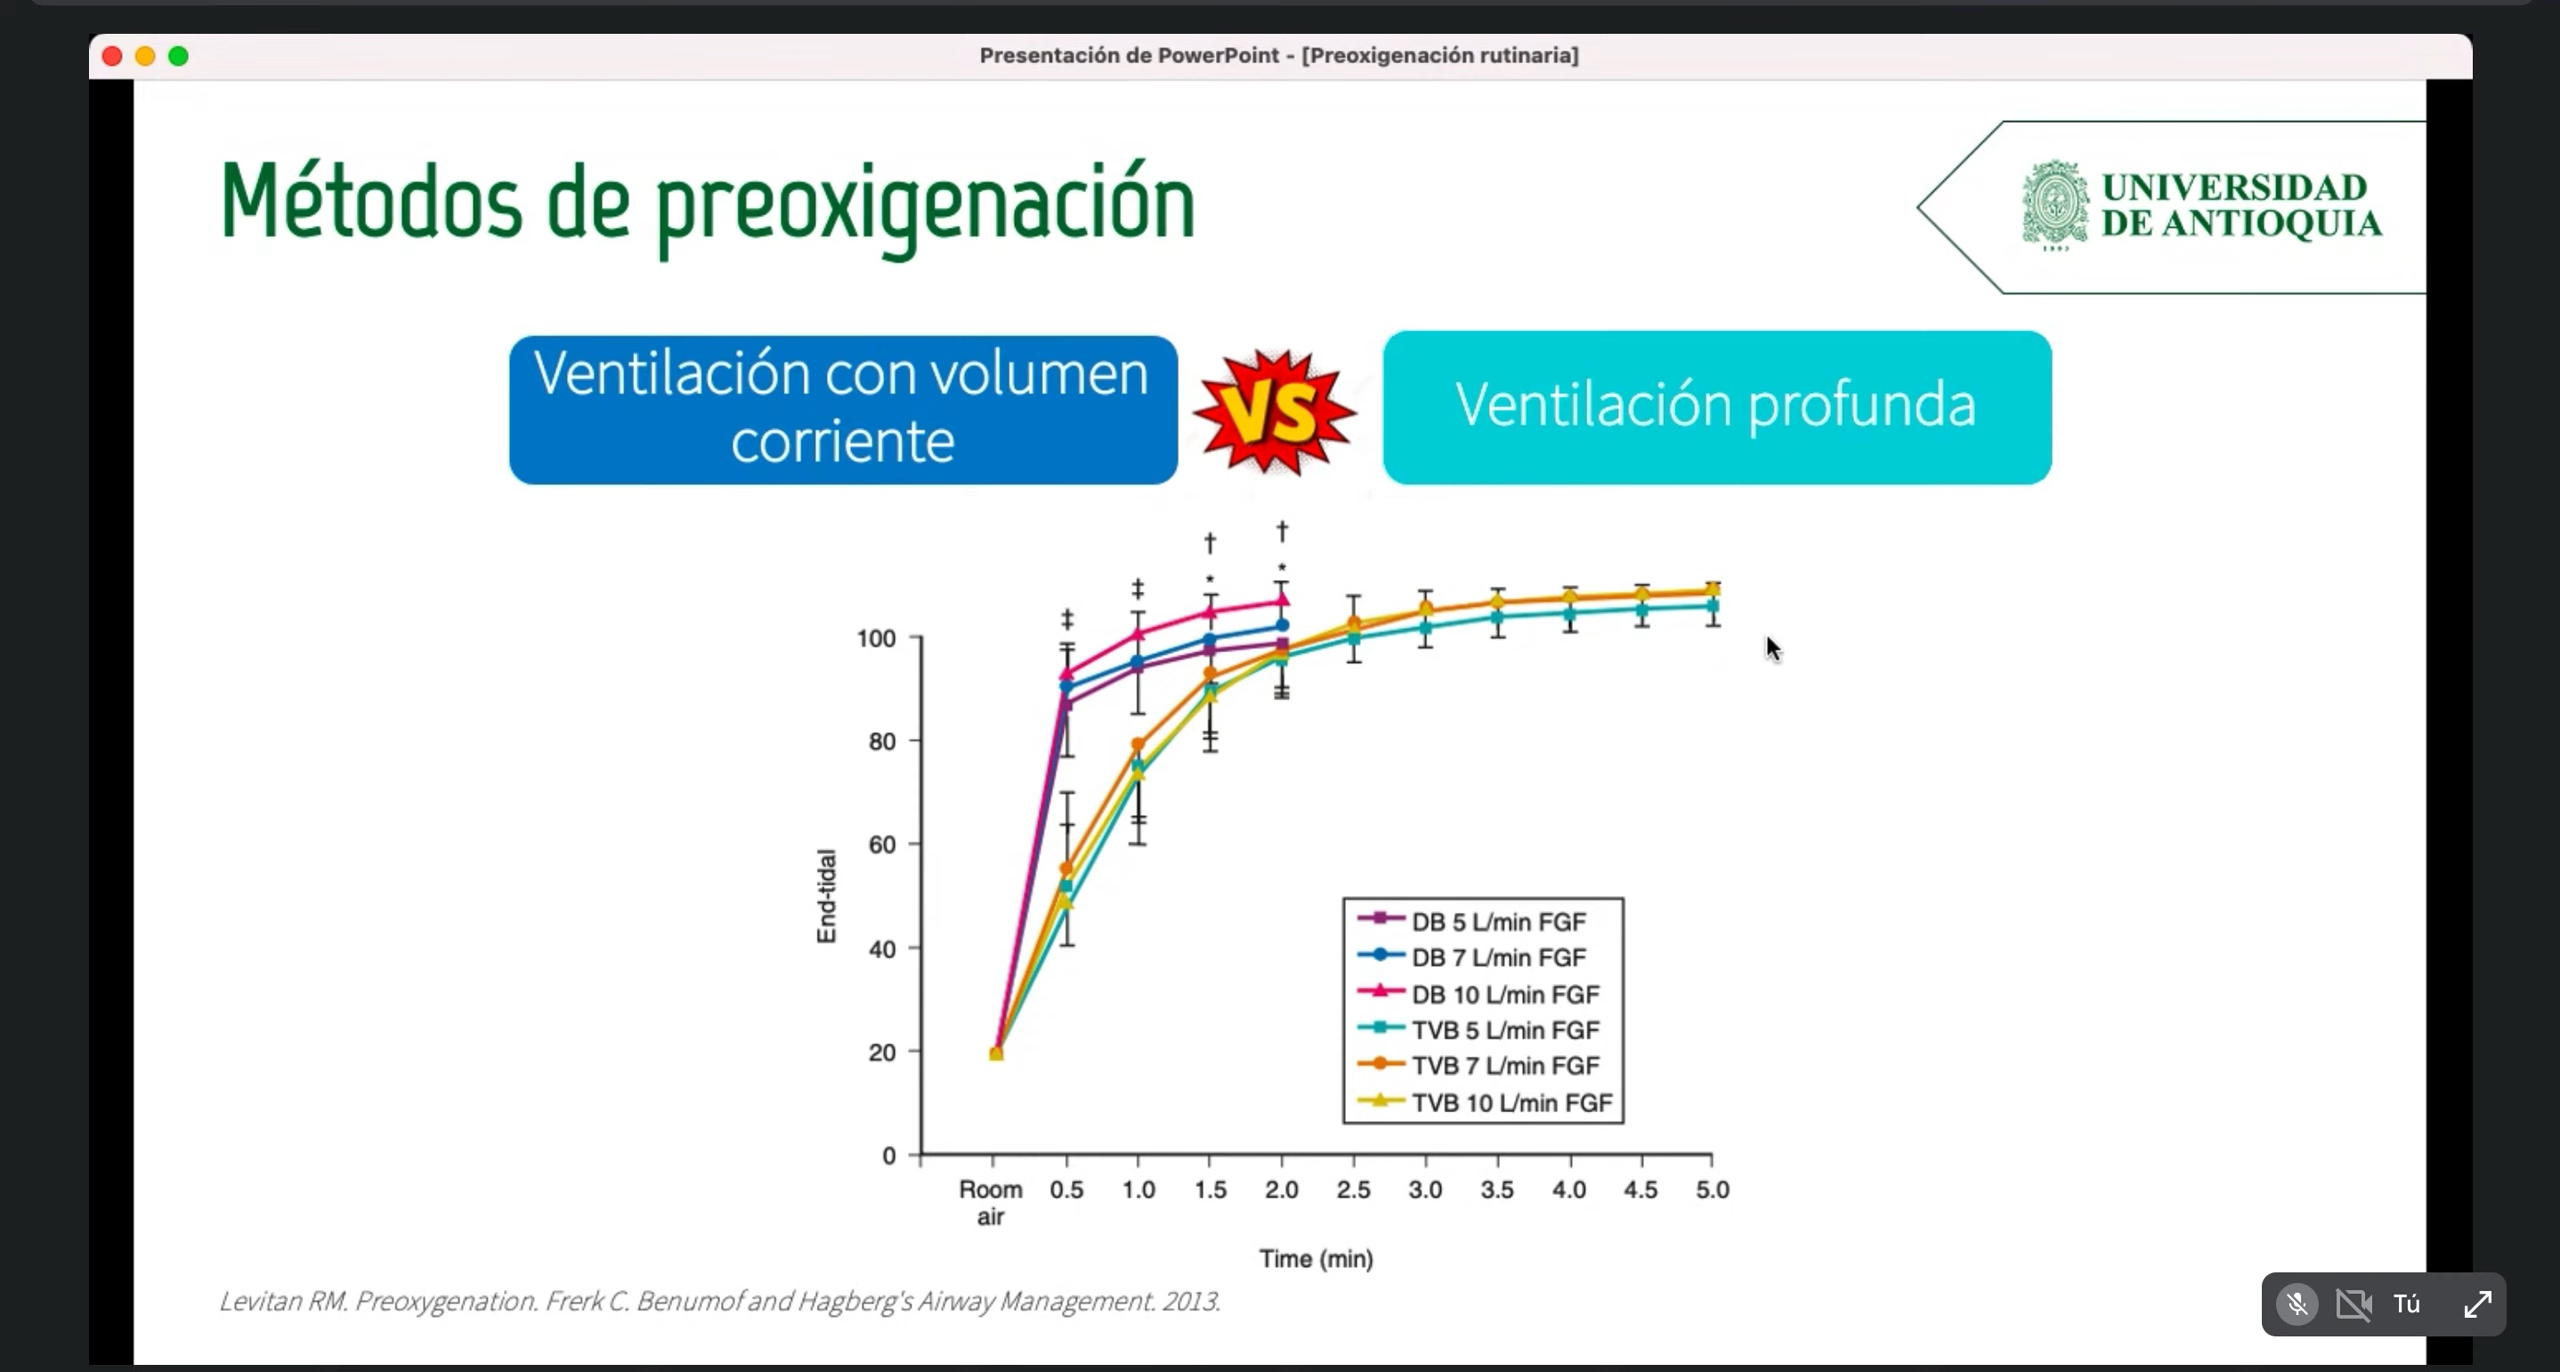 Presentación de PowerPoint - [Preoxigenación rutinaria]
Métodos de preoxigenación
UNIVERSIDAD
DE ANTIOQUIA
1803
Ventilación con volumen
corriente
VS
Ventilación profunda
†
†
*
*
‡
‡
100
80
60
40
20
0
End-tidal
DB 5 L/min FGF
DB 7 L/min FGF
DB 10 L/min FGF
TVB 5 L/min FGF
TVB 7 L/min FGF
TVB 10 L/min FGF
Room air 0.5 1.0 1.5 2.0 2.5 3.0 3.5 4.0 4.5 5.0
Time (min)
Levitan RM. Preoxygenation. Frerk C. Benumof and Hagberg's Airway Management. 2013.
Tú